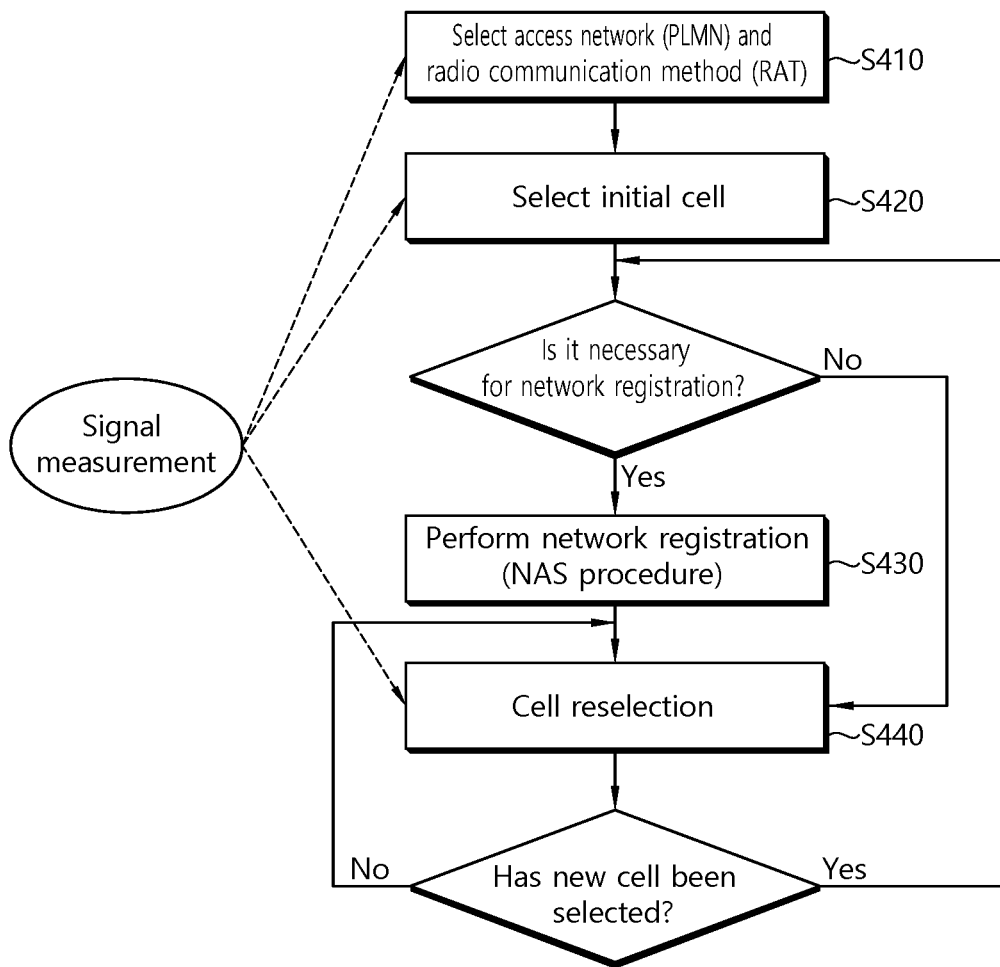 Select access network (PLMN) and
radio communication method (RAT)
S410
Select initial cell
S420
Is it necessary
for network registration?
No
Yes
Signal
measurement
Perform network registration
(NAS procedure)
S430
Cell reselection
S440
Has new cell been
selected?
No
Yes